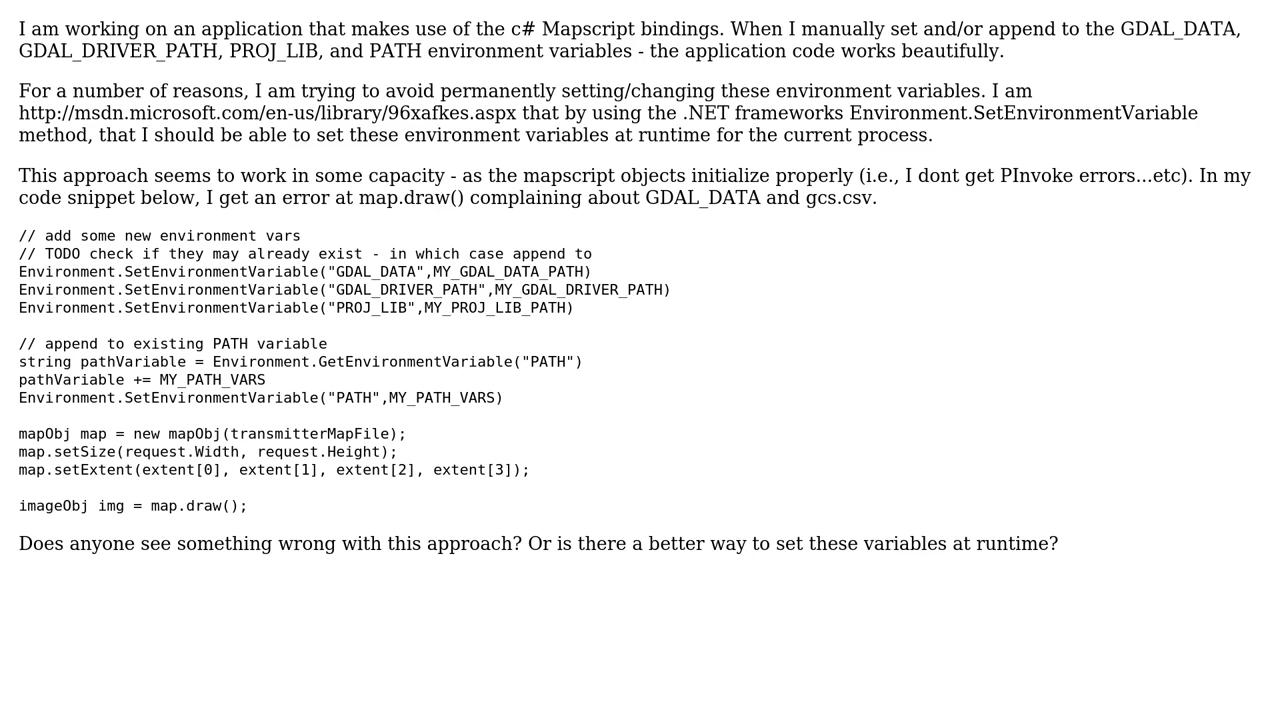 I am working on an application that makes use of the c# Mapscript bindings. When I manually set and/or append to the GDAL_DATA,
GDAL_DRIVER_PATH, PROJ_LIB, and PATH environment variables - the application code works beautifully.
For a number of reasons, I am trying to avoid permanently setting/changing these environment variables. I am
http://msdn.microsoft.com/en-us/library/96xafkes.aspx that by using the .NET frameworks Environment.SetEnvironmentVariable
method, that I should be able to set these environment variables at runtime for the current process.
This approach seems to work in some capacity - as the mapscript objects initialize properly (i.e., I dont get PInvoke errors...etc). In my
code snippet below, I get an error at map.draw() complaining about GDAL_DATA and gcs.csv.
// add some new environment vars
// TODO check if they may already exist - in which case append to
Environment.SetEnvironmentVariable("GDAL_DATA",MY_GDAL_DATA_PATH)
Environment.SetEnvironmentVariable("GDAL_DRIVER_PATH",MY_GDAL_DRIVER_PATH)
Environment.SetEnvironmentVariable("PROJ_LIB",MY_PROJ_LIB_PATH)
// append to existing PATH variable
string pathVariable = Environment.GetEnvironmentVariable("PATH")
pathVariable += MY_PATH_VARS
Environment.SetEnvironmentVariable("PATH",MY_PATH_VARS)
mapObj map = new mapObj(transmitterMapFile);
map.setSize(request.Width, request.Height);
map.setExtent(extent[0], extent[1], extent[2], extent[3]);
imageObj img = map.draw();
Does anyone see something wrong with this approach? Or is there a better way to set these variables at runtime?